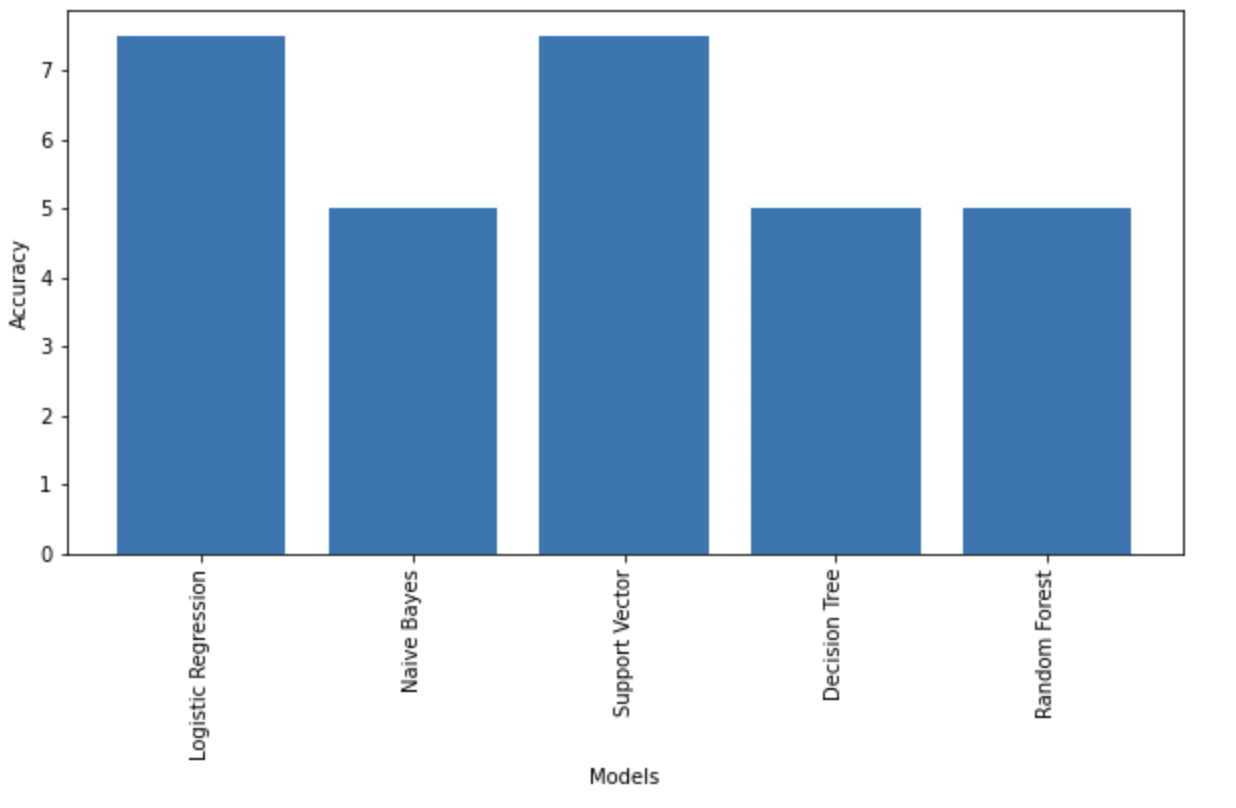 7
6
5
4
3
2
1
0
Accuracy
Logistic Regression
Naive Bayes
Support Vector
Decision Tree
Random Forest
Models